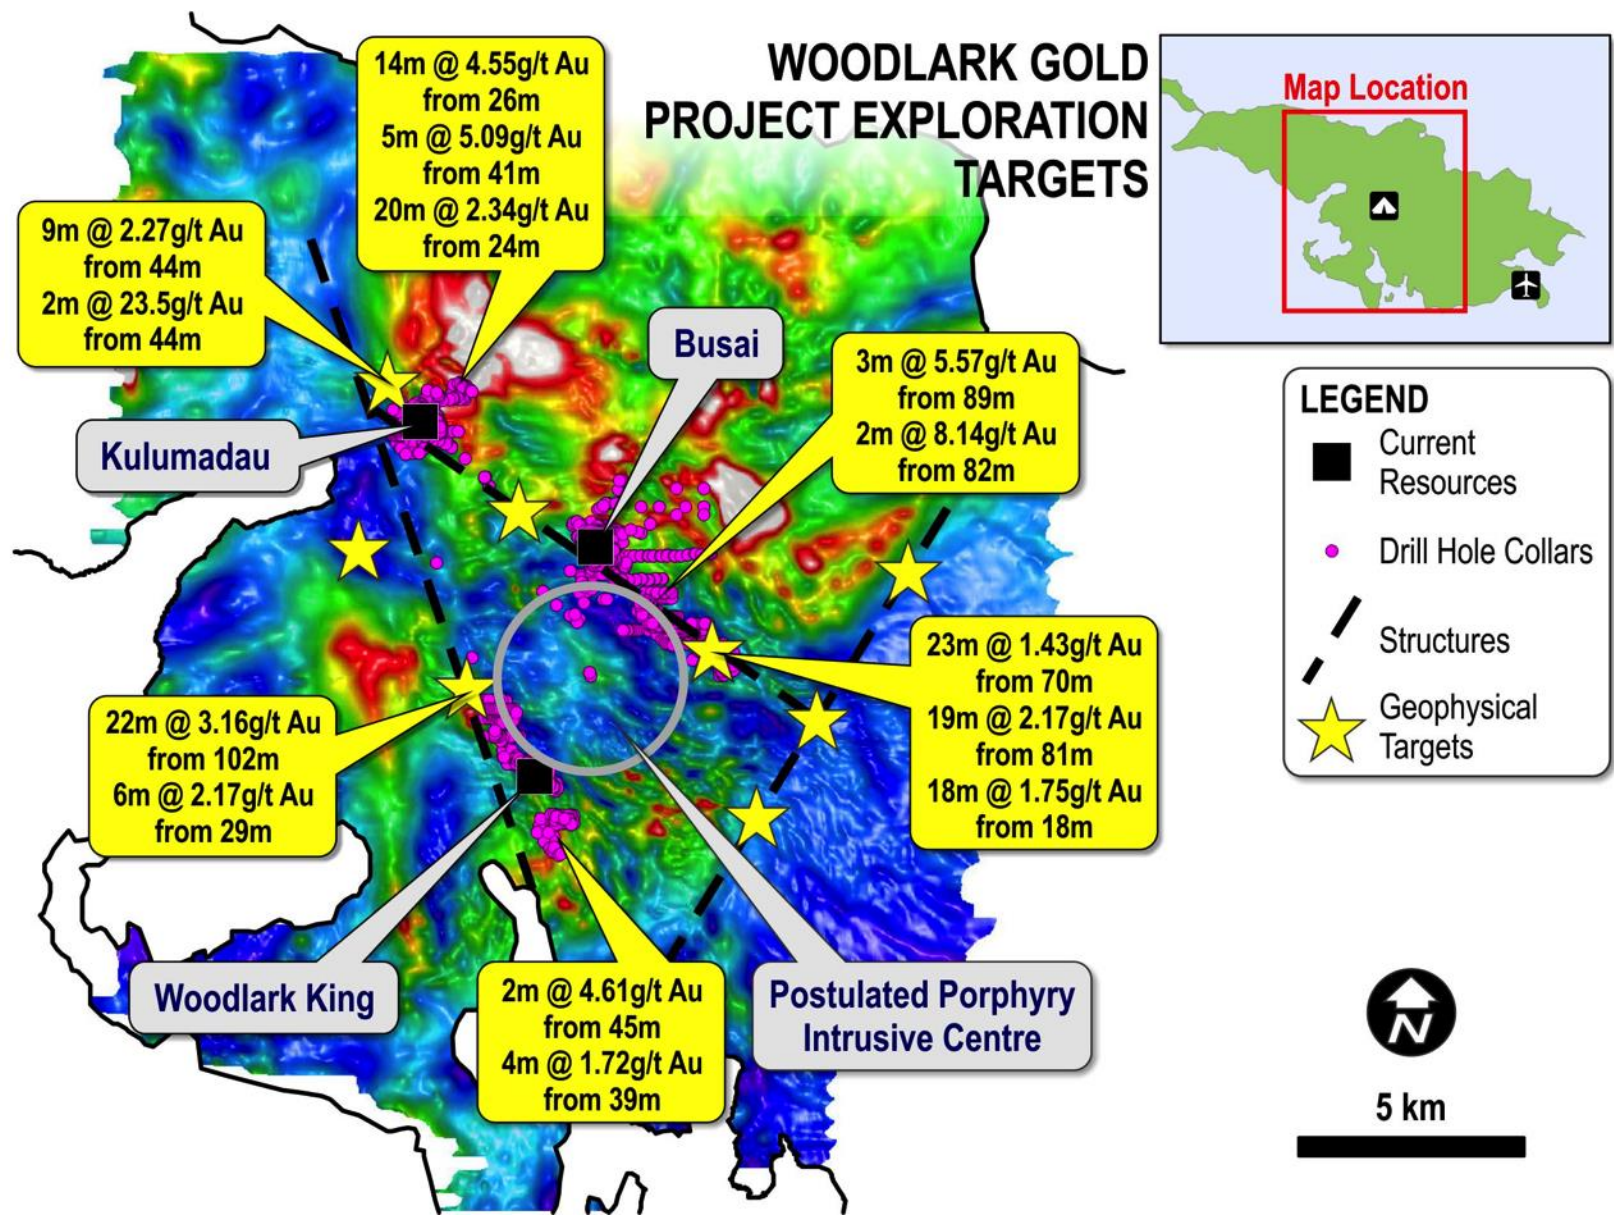 WOODLARK GOLD
PROJECT EXPLORATION
TARGETS
14m @ 4.55g/t Au
from 26m
5m @ 5.09g/t Au
from 41m
20m @ 2.34g/t Au
from 24m
9m @ 2.27g/t Au
from 44m
2m @ 23.5g/t Au
from 44m
Map Location
Busai
3m @ 5.57g/t Au
from 89m
2m @ 8.14g/t Au
from 82m
Kulumadau
LEGEND
Current
Resources
Drill Hole Collars
Structures
Geophysical
Targets
23m @ 1.43g/t Au
from 70m
19m @ 2.17g/t Au
from 81m
18m @ 1.75g/t Au
from 18m
22m @ 3.16g/t Au
from 102m
6m @ 2.17g/t Au
from 29m
Woodlark King
2m @ 4.61g/t Au
from 45m
4m @ 1.72g/t Au
from 39m
Postulated Porphyry
Intrusive Centre
N
5 km